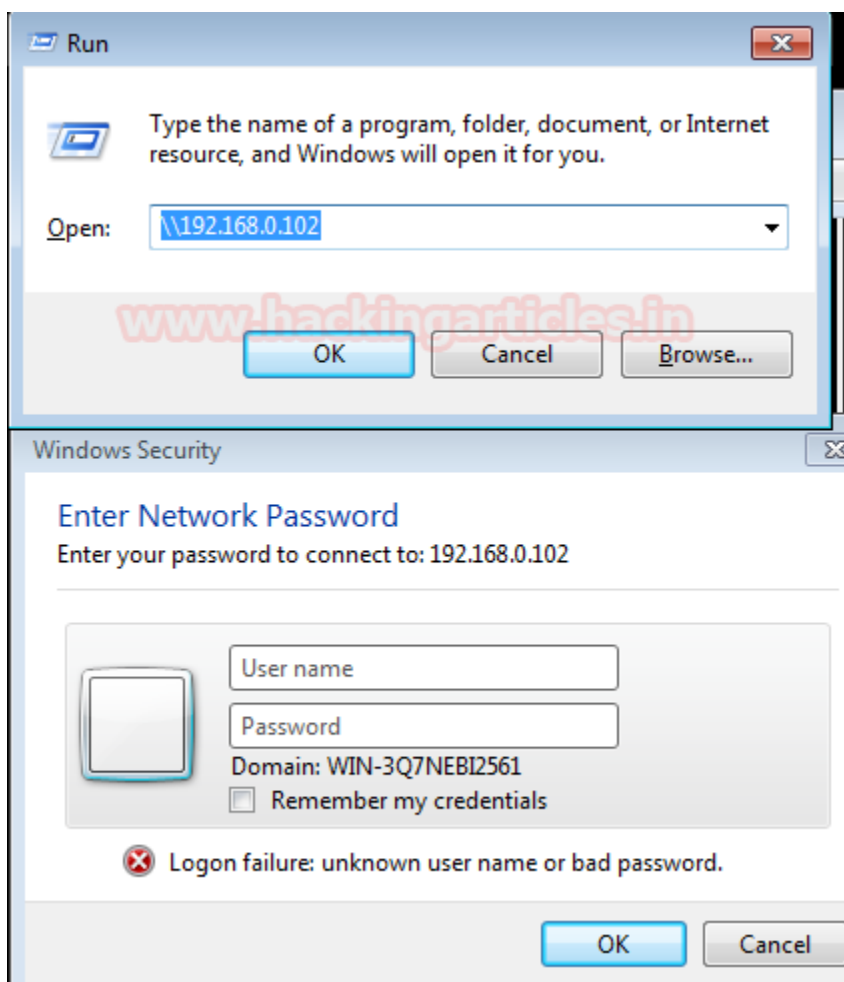 Run
Type the name of a program, folder, document, or Internet
resource, and Windows will open it for you.
Open: \\192.168.0.102
www.hackingarticles.in
OK Cancel Browse...
Windows Security
Enter Network Password
Enter your password to connect to: 192.168.0.102
User name
Password
Domain: WIN-3Q7NEBI2561
Remember my credentials
Logon failure: unknown user name or bad password.
OK Cancel